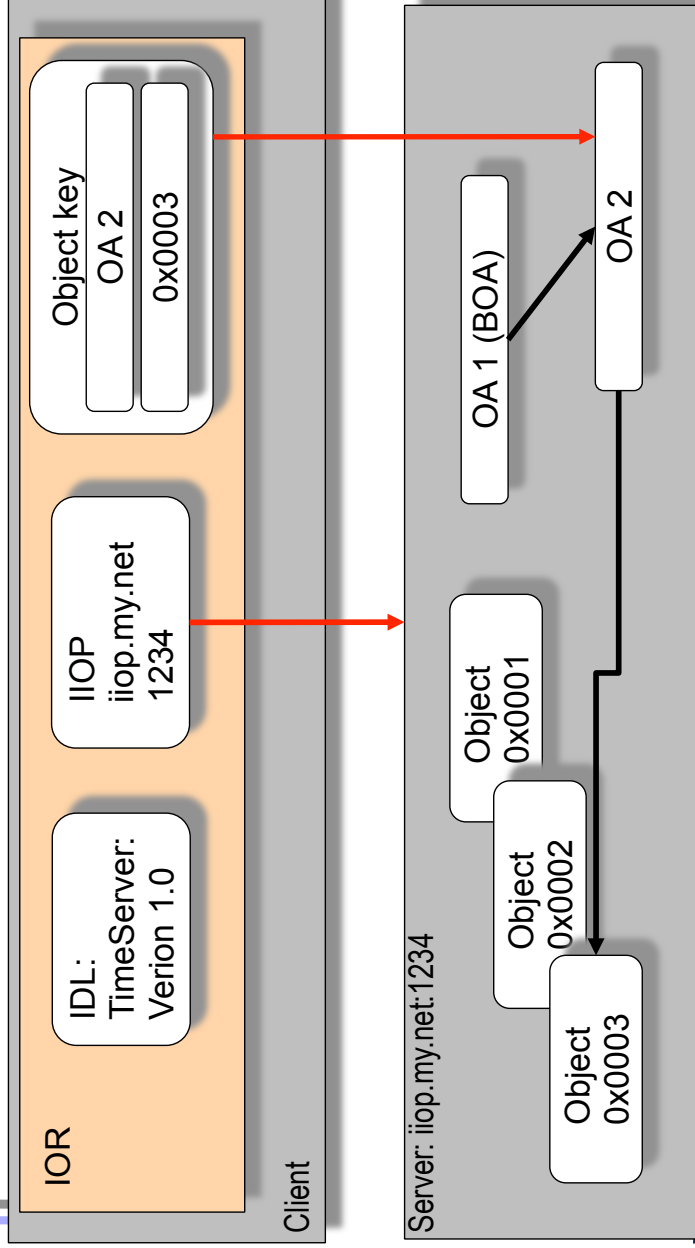 IOR
IDL:
TimeServer:
Verion 1.0
IIOP
iiop.my.net
1234
Object key
OA 2
0x0003
Client
Server: iiop.my.net:1234
Object
0x0003
Object
0x0002
Object
0x0001
OA 1 (BOA)
OA 2